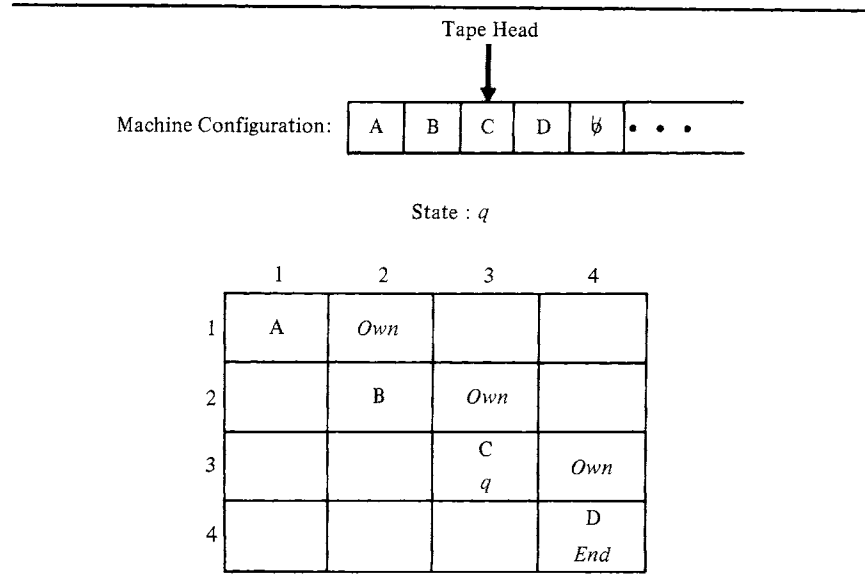 Tape Head
Machine Configuration: A B C D ƀ • • •
State : q
1 2 3 4
1 A Own
2 B Own
3 C Own
q
4 D
End